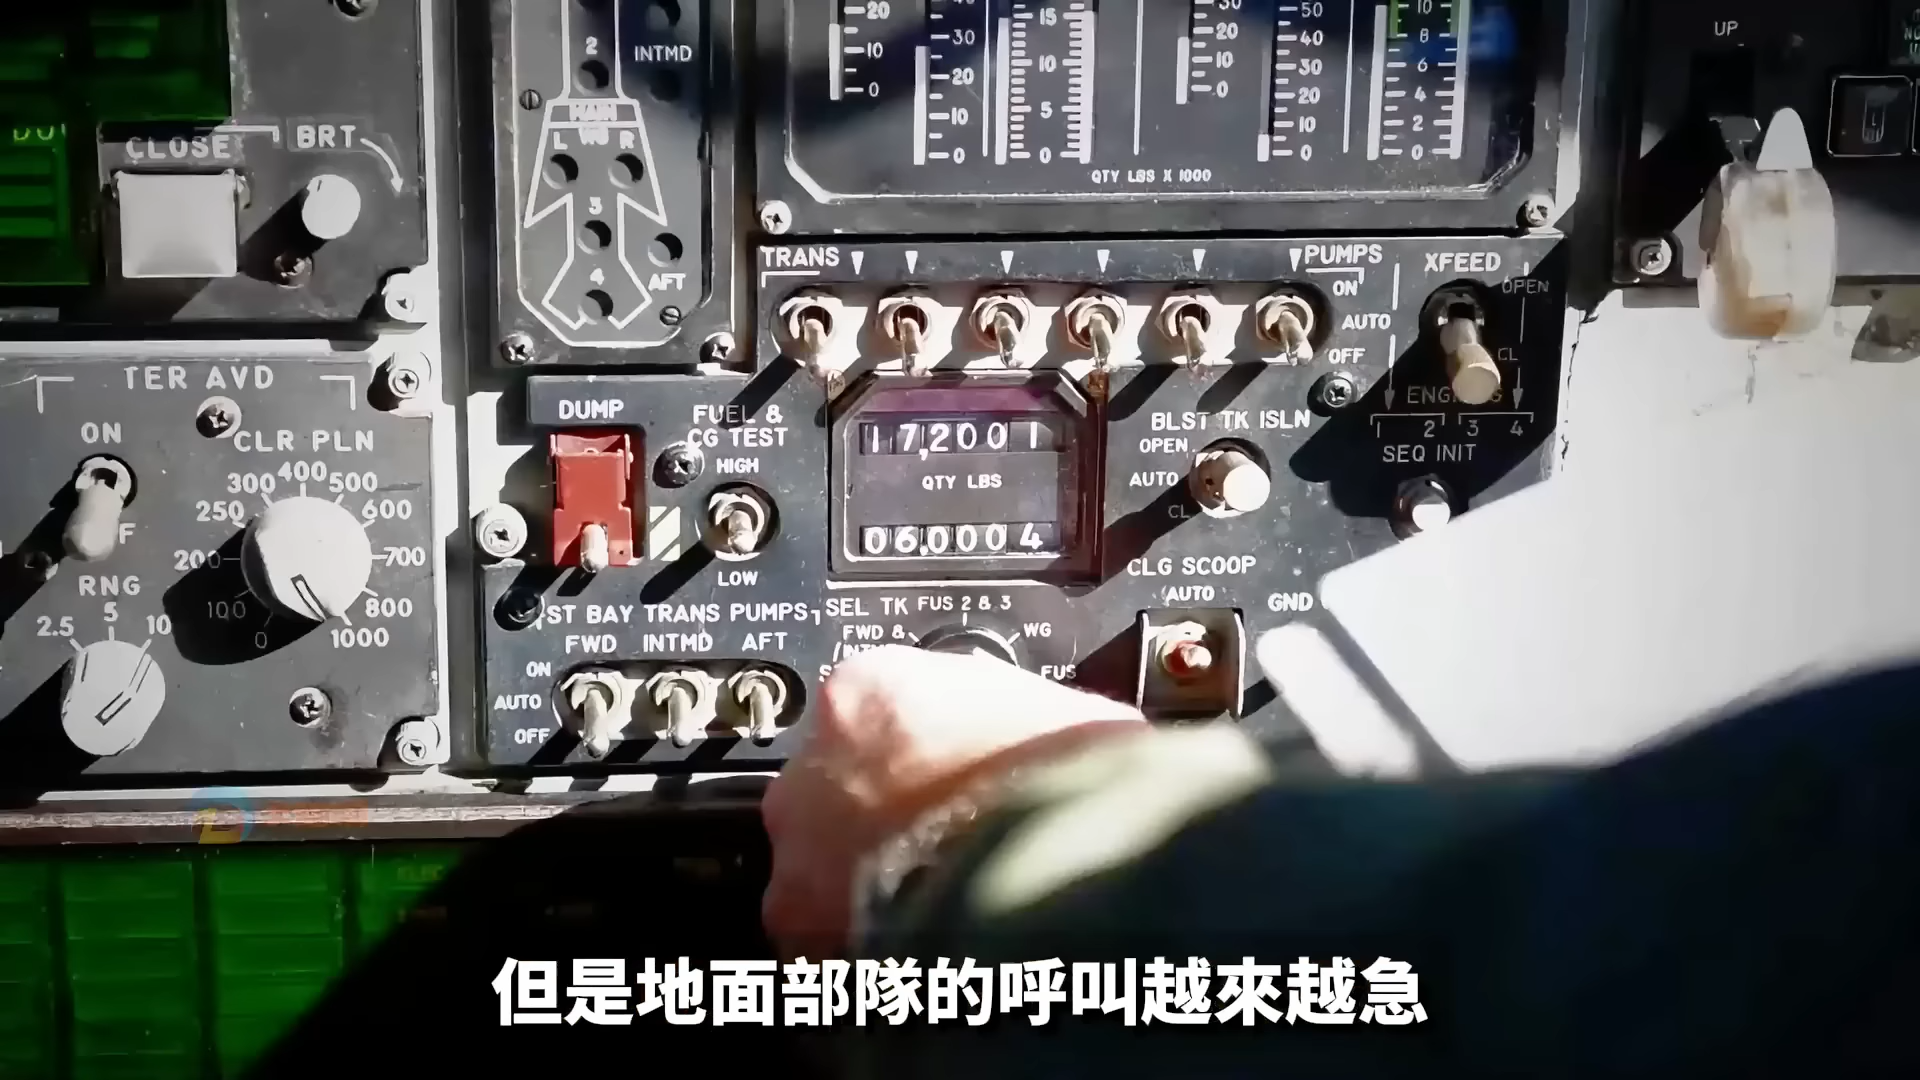 20
10
0
40
30
20
10
0
15
10
5
0
30
20
10
0
50
40
30
20
10
0
10
8
6
4
2
0
QTY LBS X 1000
UP
2
INTMD
MAIN
WG
L R
3
4
AFT
CLOSE
BRT
TRANS
PUMPS
ON
AUTO
OFF
XFEED
OPEN
CL
ENG
2 3 4
SEQ INIT
TER AVD
ON
CLR PLN
0 100 200 250 300 400 500 600 700 800 1000
RNG
2.5 5 10
DUMP
FUEL &
CG TEST
HIGH
LOW
17,2001
QTY LBS
06,0004
BLST TK ISLN
OPEN
AUTO
CL
CLG SCOOP
AUTO
GND
ST BAY TRANS PUMPS
FWD INTMD AFT
ON
AUTO
OFF
SEL TK
FUS 2 & 3
FWD &
WG
FUS
但是地面部隊的呼叫越來越急